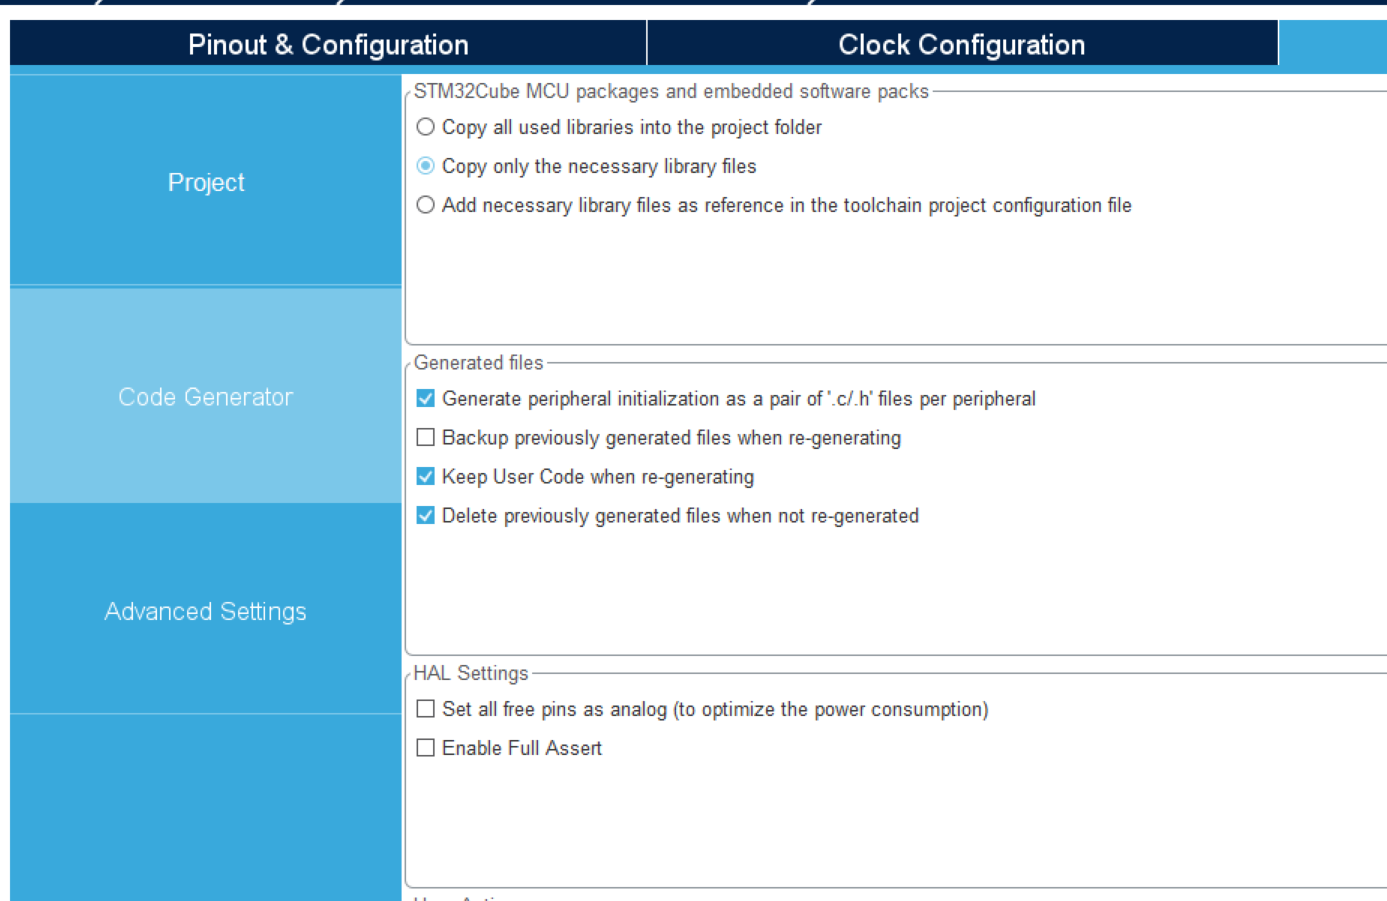 Pinout & Configuration
Clock Configuration
Project
Code Generator
Advanced Settings
STM32Cube MCU packages and embedded software packs
Copy all used libraries into the project folder
Copy only the necessary library files
Add necessary library files as reference in the toolchain project configuration file
Generated files
Generate peripheral initialization as a pair of '.c/.h' files per peripheral
Backup previously generated files when re-generating
Keep User Code when re-generating
Delete previously generated files when not re-generated
HAL Settings
Set all free pins as analog (to optimize the power consumption)
Enable Full Assert